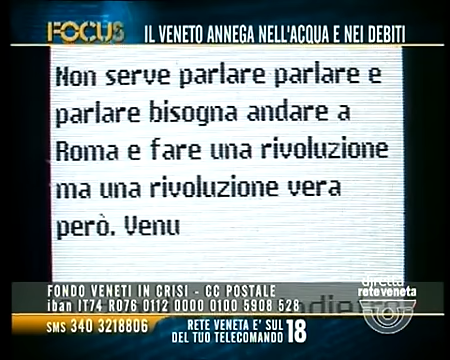 FOCUS
IL VENETO ANNEGA NELL'ACQUA E NEI DEBITI
Non serve parlare parlare e
parlare bisogna andare a
Roma e fare una rivoluzione
ma una rivoluzione vera
però. Venu
FONDO VENETI IN CRISI - CC POSTALE
iban IT74 R076 0112 0000 0100 5908 528
diretta
reteveneta
SMS 340 3218806
RETE VENETA E' SUL
DEL TUO TELECOMANDO
18